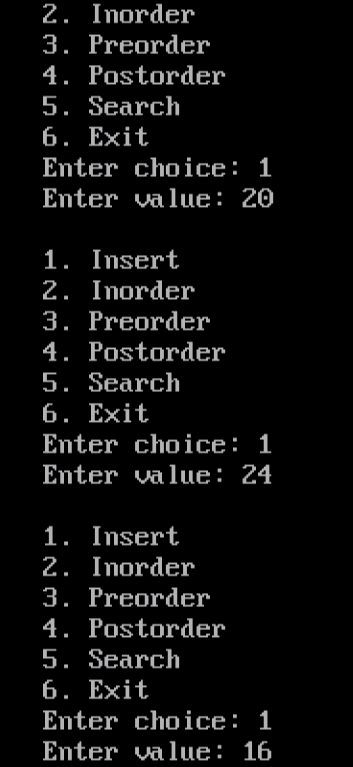 2. Inorder
3. Preorder
4. Postorder
5. Search
6. Exit
Enter choice: 1
Enter value: 20
1. Insert
2. Inorder
3. Preorder
4. Postorder
5. Search
6. Exit
Enter choice: 1
Enter value: 24
1. Insert
2. Inorder
3. Preorder
4. Postorder
5. Search
6. Exit
Enter choice: 1
Enter value: 16